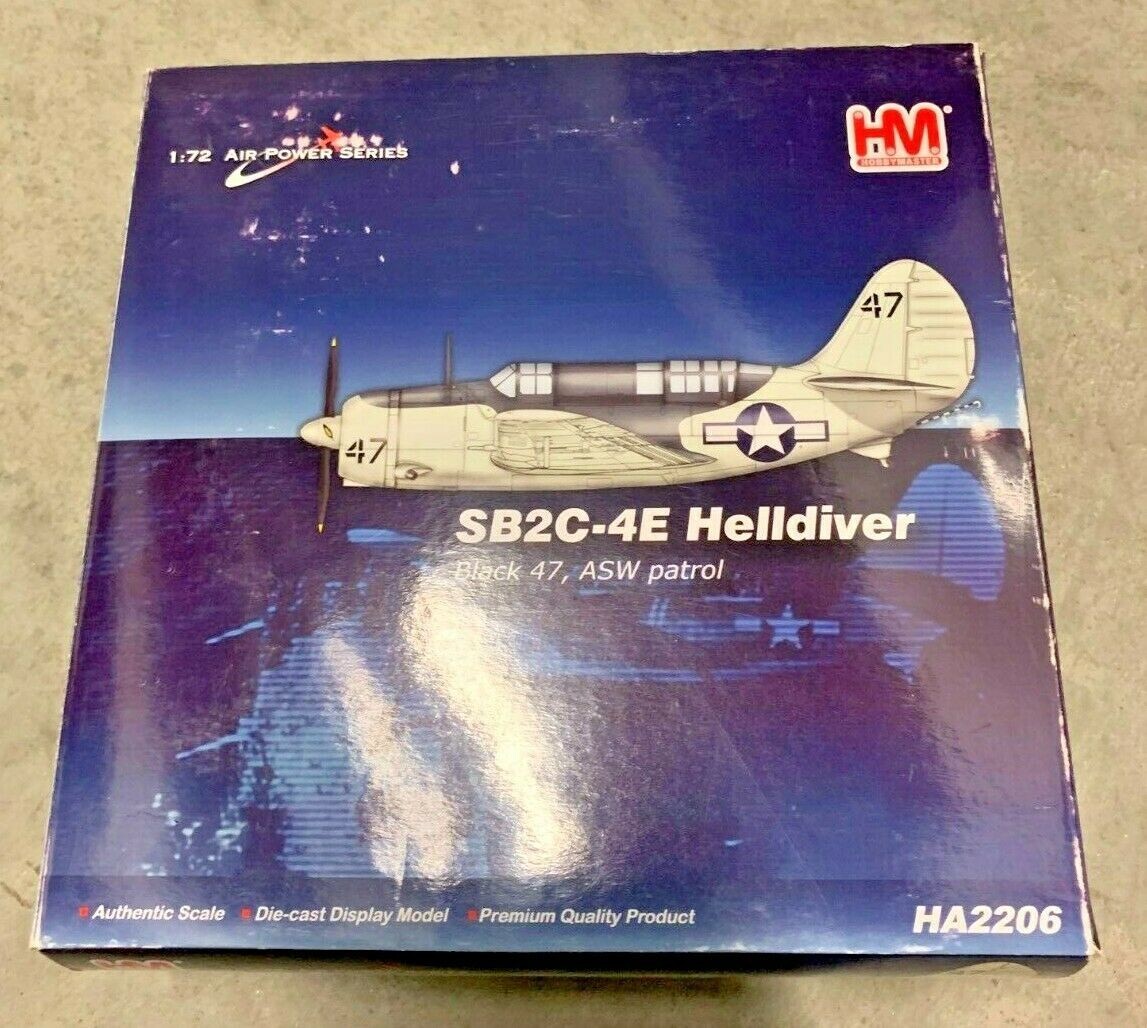 1:72 AIR POWER SERIES
HM®
HOBBYMASTER
47
47
SB2C-4E Helldiver
Black 47, ASW patrol
Authentic Scale Die-cast Display Model Premium Quality Product
HA2206
HM